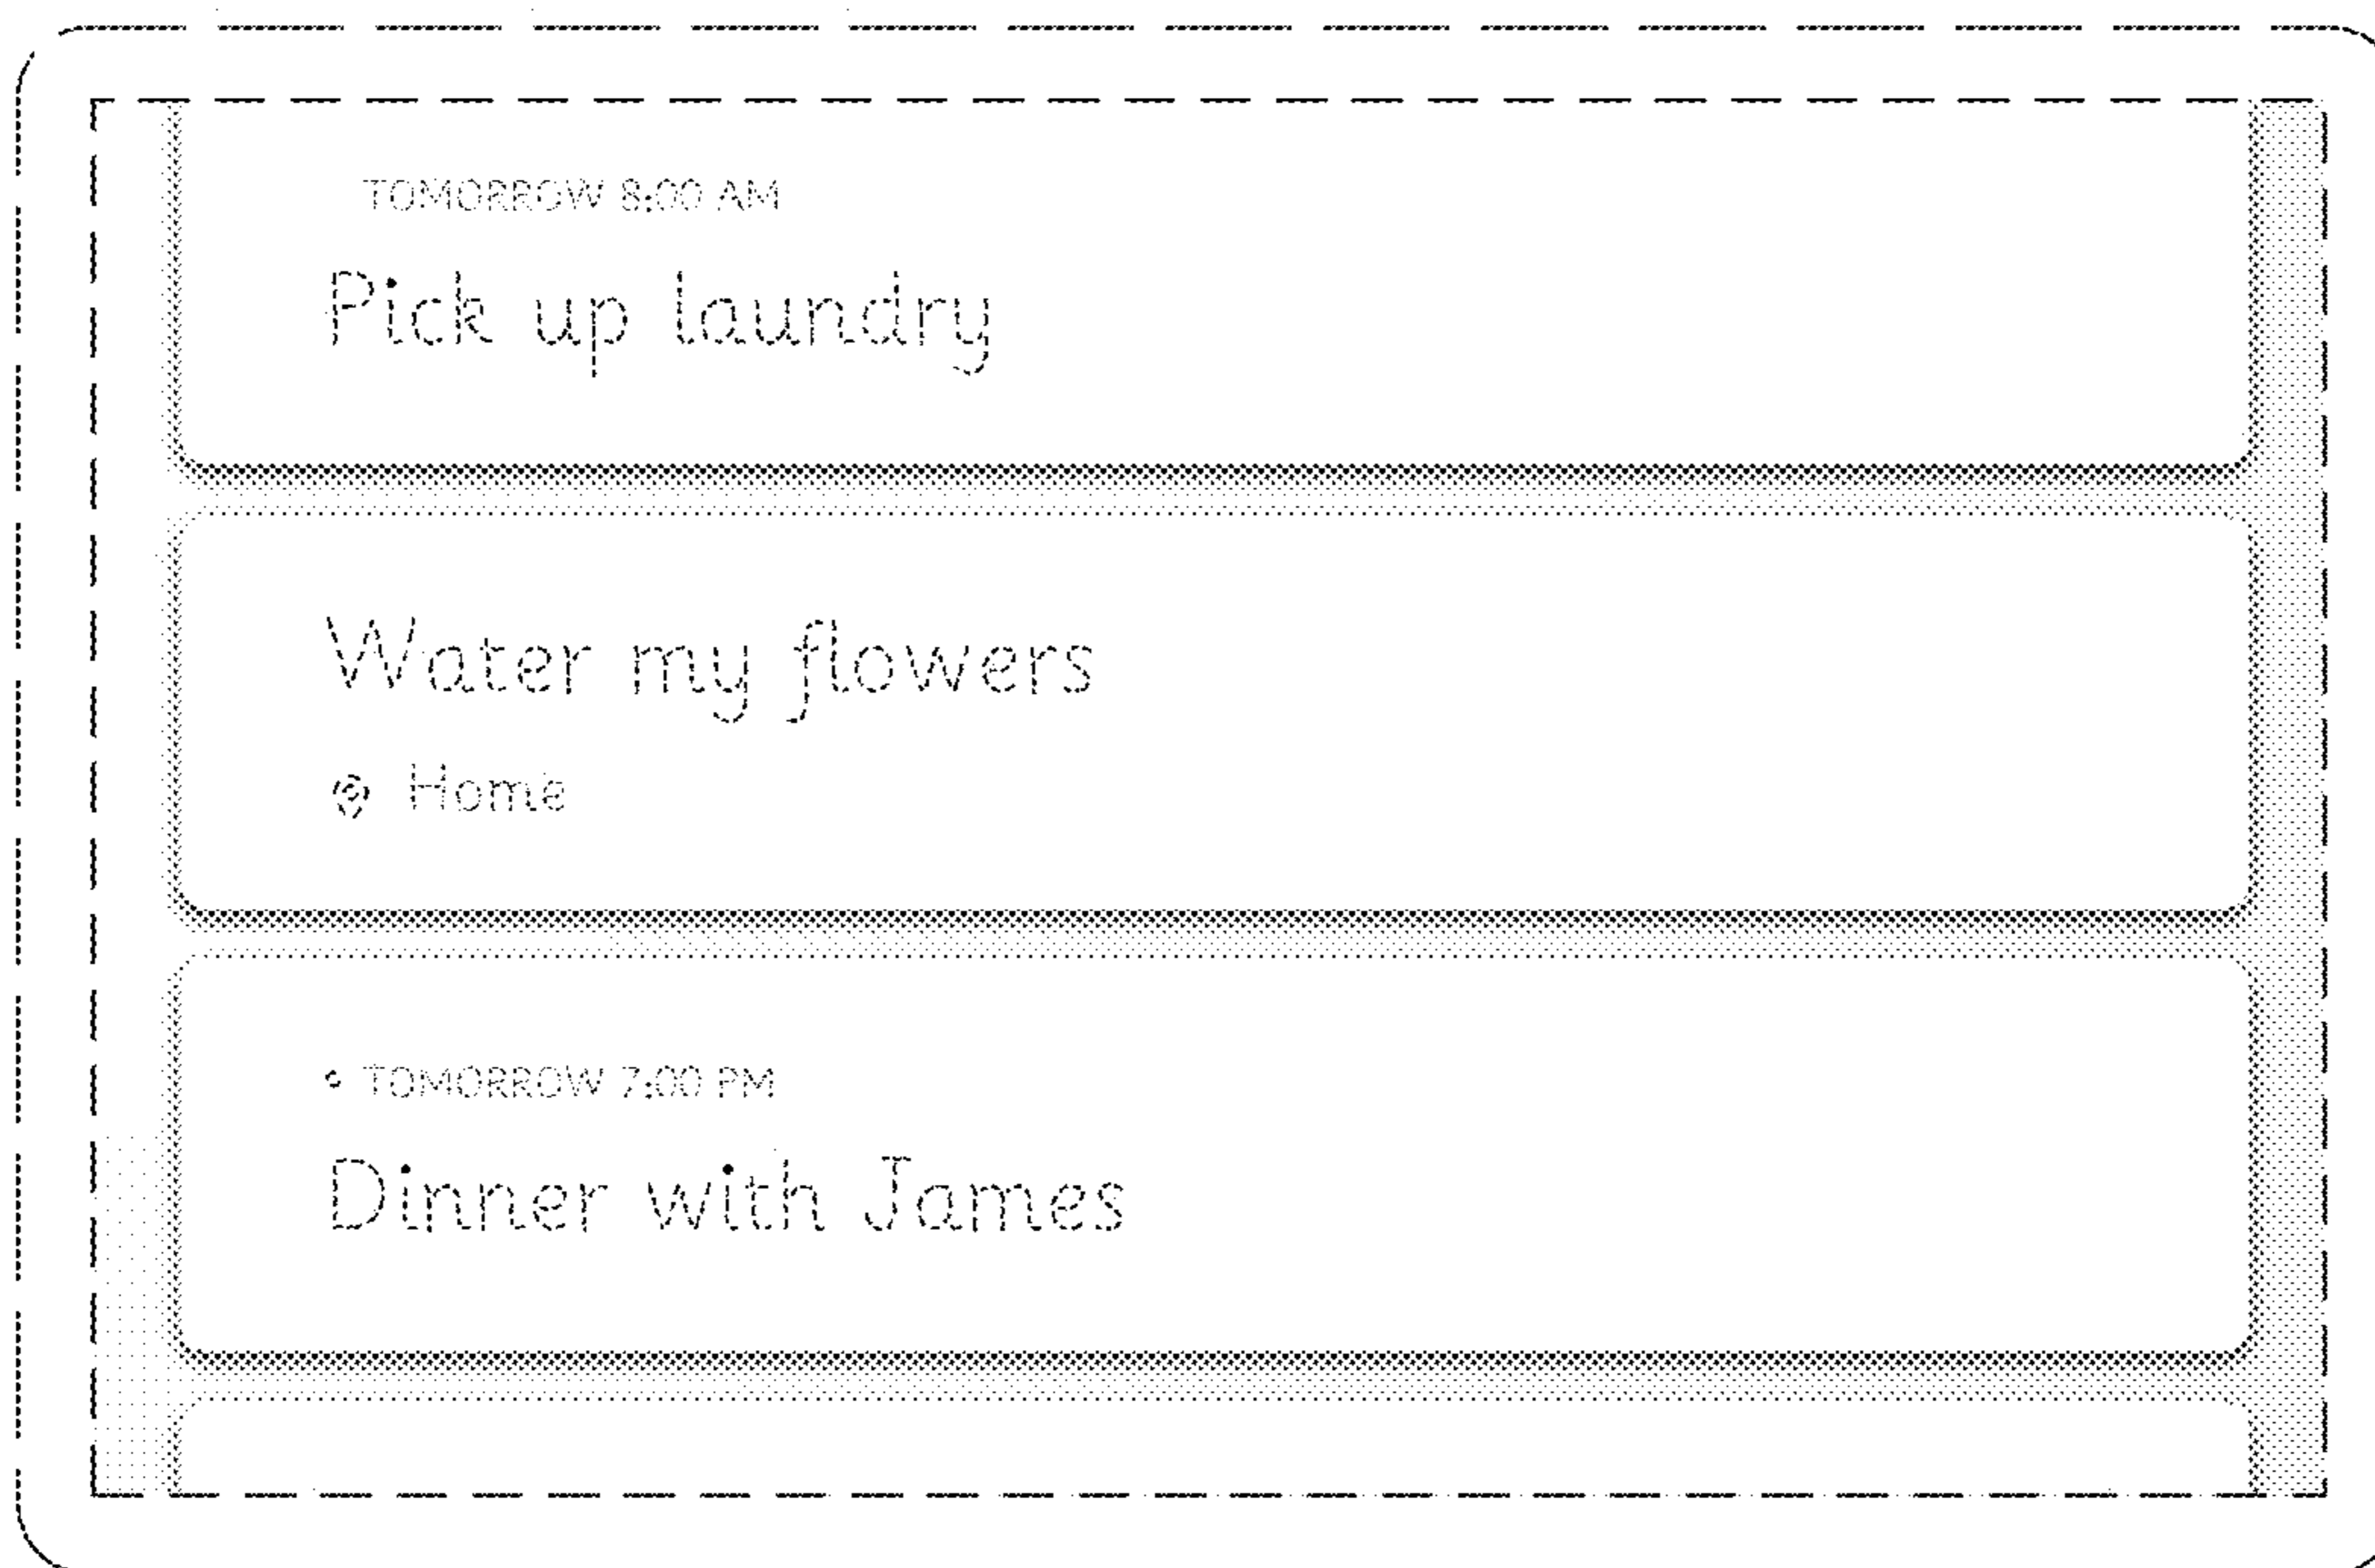 TOMORROW 8:00 AM
Pick up laundry
Water my flowers
Home
TOMORROW 7:00 PM
Dinner with James